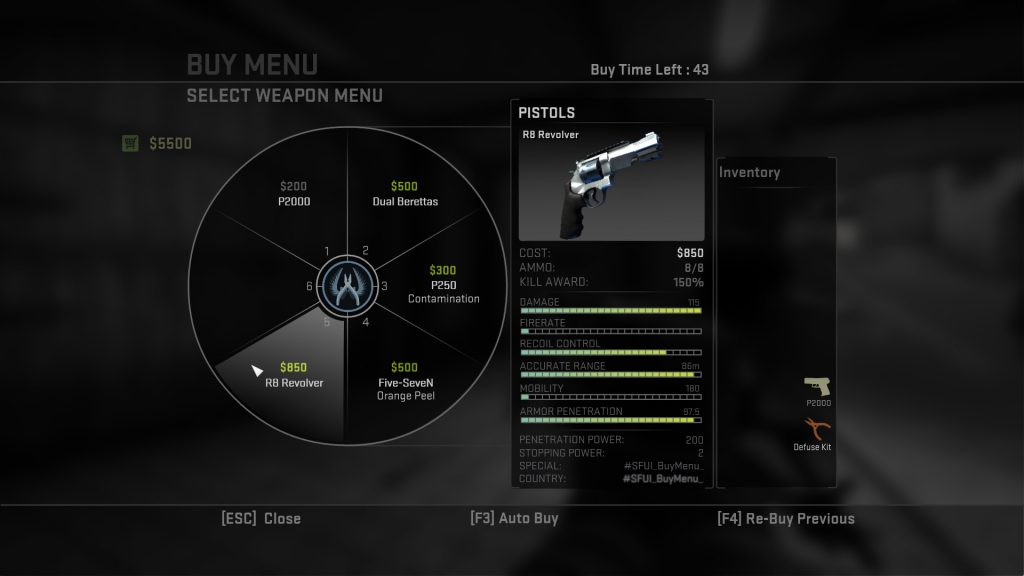 BUY MENU
Buy Time Left : 43
SELECT WEAPON MENU
$5500
$200
P2000
$500
Dual Berettas
$300
P250
Contamination
$500
Five-SeveN
Orange Peel
$850
R8 Revolver
1
2
3
4
5
6
PISTOLS
R8 Revolver
COST: $850
AMMO: 8/8
KILL AWARD: 150%
DAMAGE 115
FIRERATE
RECOIL CONTROL
ACCURATE RANGE 86m
MOBILITY 180
ARMOR PENETRATION 97.5
PENETRATION POWER: 200
STOPPING POWER: 2
SPECIAL: #SFUI_BuyMenu_
COUNTRY: #SFUI_BuyMenu_
Inventory
P2000
Defuse Kit
[ESC] Close
[F3] Auto Buy
[F4] Re-Buy Previous